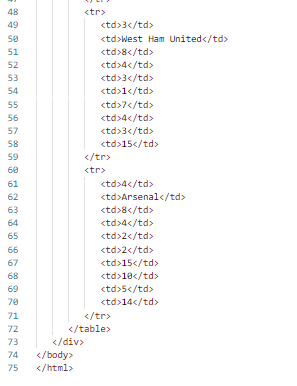 47 </tr>
48 <tr>
49 <td>3</td>
50 <td>West Ham United</td>
51 <td>8</td>
52 <td>4</td>
53 <td>3</td>
54 <td>1</td>
55 <td>7</td>
56 <td>4</td>
57 <td>3</td>
58 <td>15</td>
59 </tr>
60 <tr>
61 <td>4</td>
62 <td>Arsenal</td>
63 <td>8</td>
64 <td>4</td>
65 <td>2</td>
66 <td>2</td>
67 <td>15</td>
68 <td>10</td>
69 <td>5</td>
70 <td>14</td>
71 </tr>
72 </table>
73 </div>
74 </body>
75 </html>